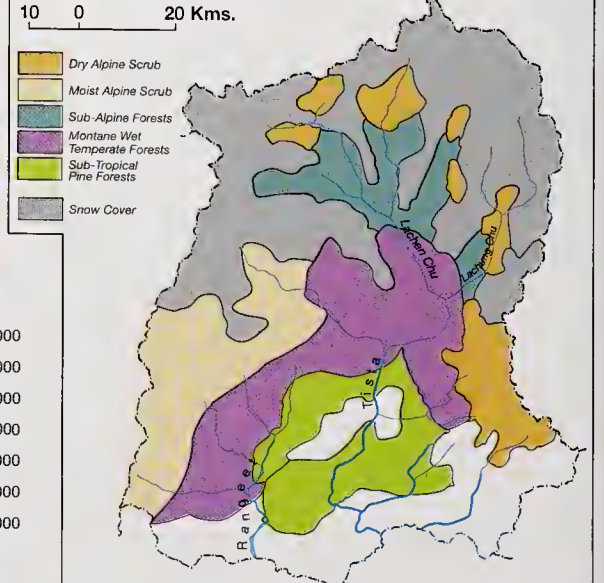 10 0 20 Kms.
Dry Alpine Scrub
Moist Alpine Scrub
Sub-Alpine Forests
Montane Wet
Temperate Forests
Sub-Tropical
Pine Forests
Snow Cover
Lachen Chu
Lachung Chu
Tista
000
000
000
000
000
000
000